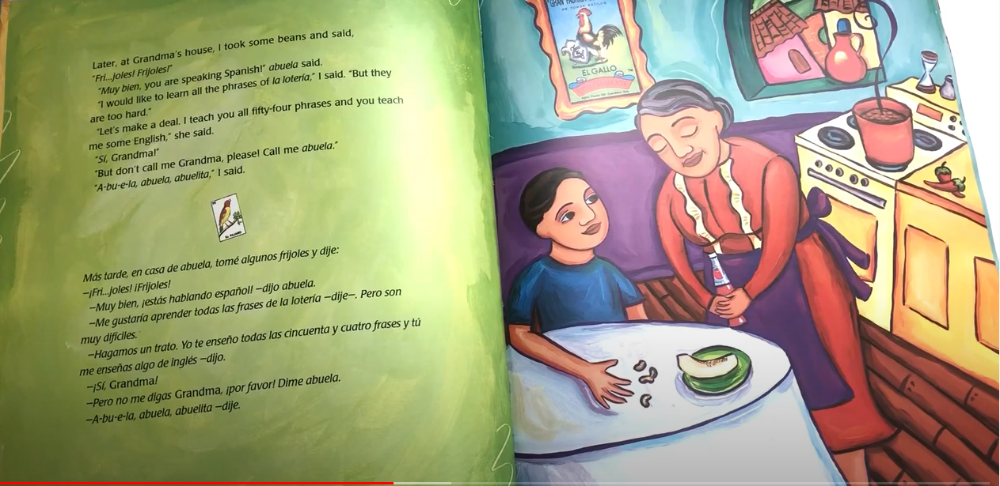 Later, at Grandma's house, I took some beans and said,
"Fri...joles! Frijoles!"
"Muy bien, you are speaking Spanish!" abuela said.
"I would like to learn all the phrases of la lotería," I said. "But they
are too hard."
"Let's make a deal. I teach you all fifty-four phrases and you teach
me some English," she said.
"Sí, Grandma!"
"But don't call me Grandma, please! Call me abuela."
"A-bu-e-la, abuela, abuelita," I said.
EL PAJARO
Más tarde, en casa de abuela, tomé algunos frijoles y dije:
–¡Fri...joles! ¡Frijoles!
–Muy bien, ¡estás hablando español! –dijo abuela.
–Me gustaría aprender todas las frases de la lotería –dije–. Pero son
muy difíciles.
–Hagamos un trato. Yo te enseño todas las cincuenta y cuatro frases y tú
me enseñas algo de inglés –dijo.
–¡Sí, Grandma!
–Pero no me digas Grandma, ¡por favor! Dime abuela.
–A-bu-e-la, abuela, abuelita –dije.
EL GALLO